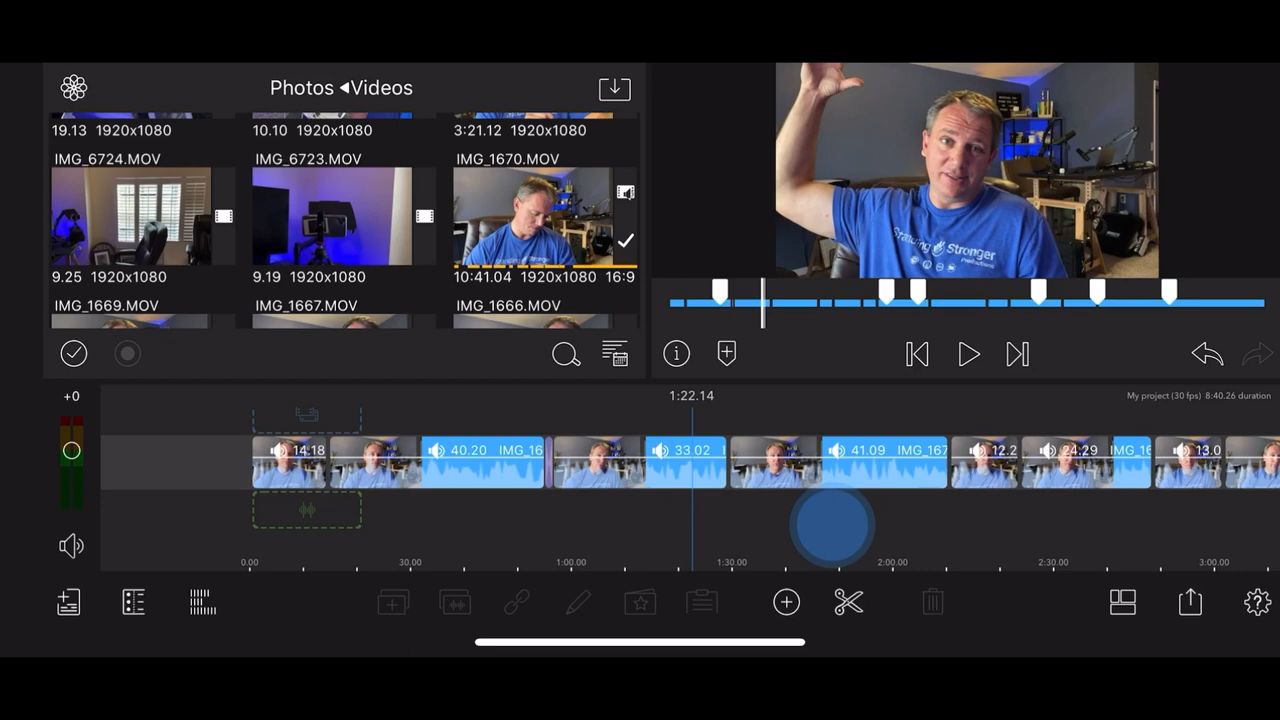 Photos ◀Videos
19.13 1920x1080
10.10 1920x1080
3:21.12 1920x1080
IMG_6724.MOV
IMG_6723.MOV
IMG_1670.MOV
9.25 1920x1080
9.19 1920x1080
10:41.04 1920x1080 16:9
IMG_1669.MOV
IMG_1667.MOV
IMG_1666.MOV
Standing Stronger
Productions
+0
1:22.14
My project (30 fps) 8:40.26 duration
14.18
40.20 IMG_16
33.02
41.09 IMG_167
12.2
24:29 IMG_16
13.0
0.00
30.00
1:00.00
1:30.00
2:00.00
2:30.00
3:00.00